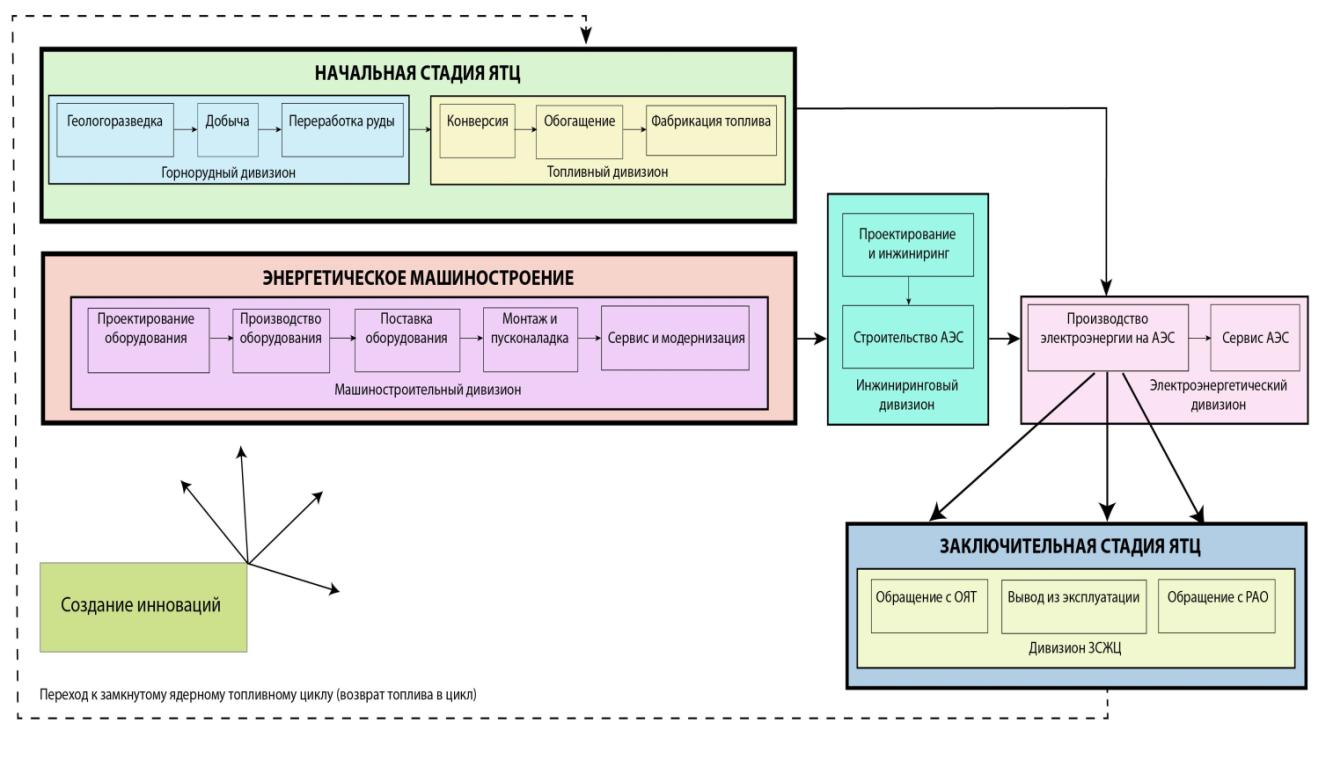 НАЧАЛЬНАЯ СТАДИЯ ЯТЦ
Геологоразведка
Добыча
Переработка руды
Горнорудный дивизион
Конверсия
Обогащение
Фабрикация топлива
Топливный дивизион
ЭНЕРГЕТИЧЕСКОЕ МАШИНОСТРОЕНИЕ
Проектирование
оборудования
Производство
оборудования
Поставка
оборудования
Монтаж и
пусконаладка
Сервис и модернизация
Машиностроительный дивизион
Проектирование
и инжиниринг
Строительство АЭС
Инжиниринговый
дивизион
Производство
электроэнергии на АЭС
Сервис АЭС
Электроэнергетический
дивизион
ЗАКЛЮЧИТЕЛЬНАЯ СТАДИЯ ЯТЦ
Обращение с ОЯТ
Вывод из эксплуатации
Обращение с РАО
Дивизион ЗСЖЦ
Создание инноваций
Переход к замкнутому ядерному топливному циклу (возврат топлива в цикл)